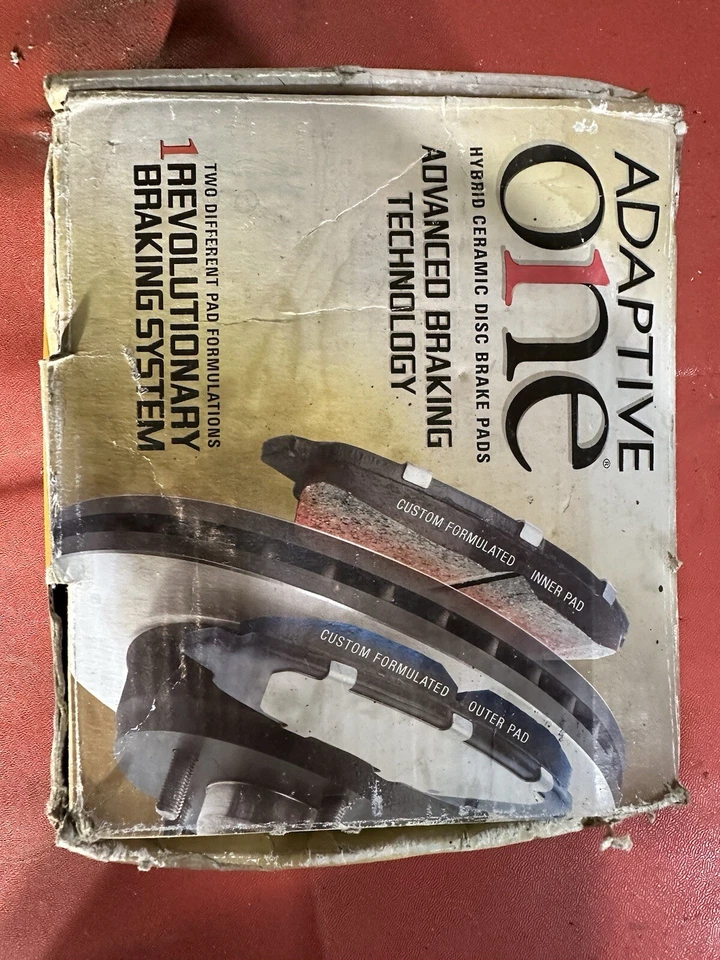 ADAPTIVE
one®
HYBRID CERAMIC DISC BRAKE PADS
ADVANCED BRAKING
TECHNOLOGY
TWO DIFFERENT PAD FORMULATIONS
1 REVOLUTIONARY
BRAKING SYSTEM
CUSTOM FORMULATED INNER PAD
CUSTOM FORMULATED OUTER PAD